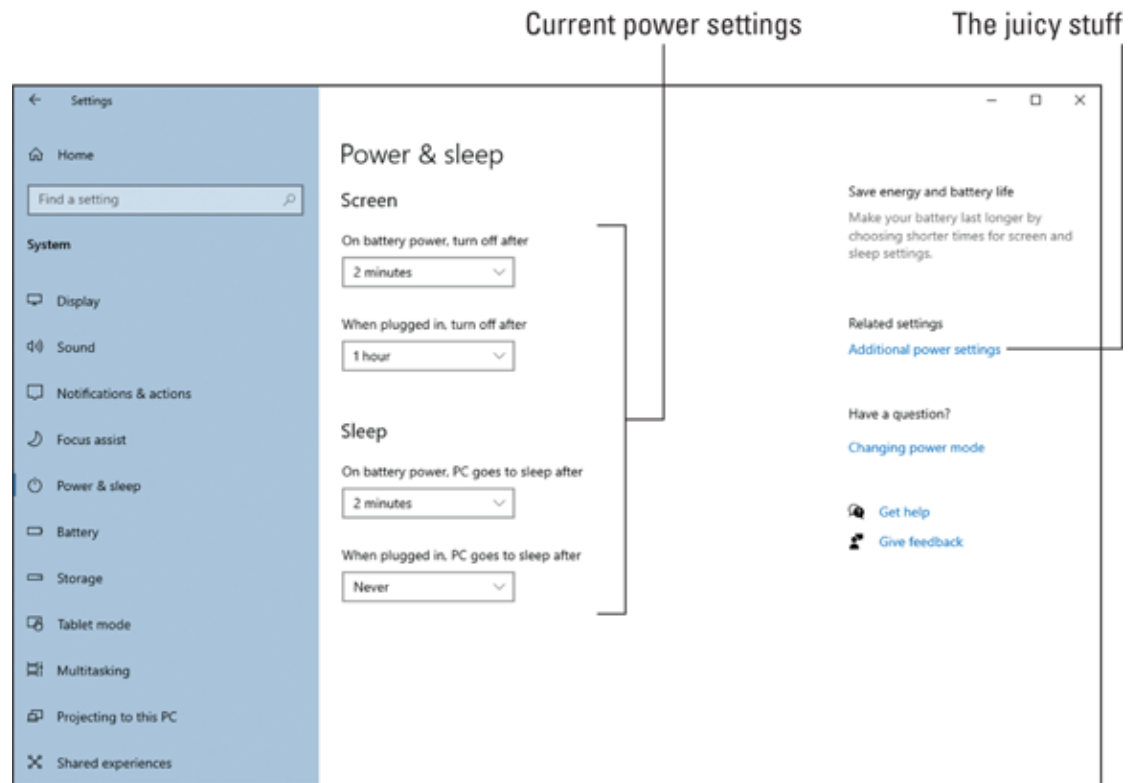 Current power settings
The juicy stuff
Settings
Home
Find a setting
System
Display
Sound
Notifications & actions
Focus assist
Power & sleep
Battery
Storage
Tablet mode
Multitasking
Projecting to this PC
Shared experiences
Power & sleep
Screen
On battery power, turn off after
2 minutes
When plugged in, turn off after
1 hour
Sleep
On battery power, PC goes to sleep after
2 minutes
When plugged in, PC goes to sleep after
Never
Save energy and battery life
Make your battery last longer by
choosing shorter times for screen and
sleep settings.
Related settings
Additional power settings
Have a question?
Changing power mode
Get help
Give feedback